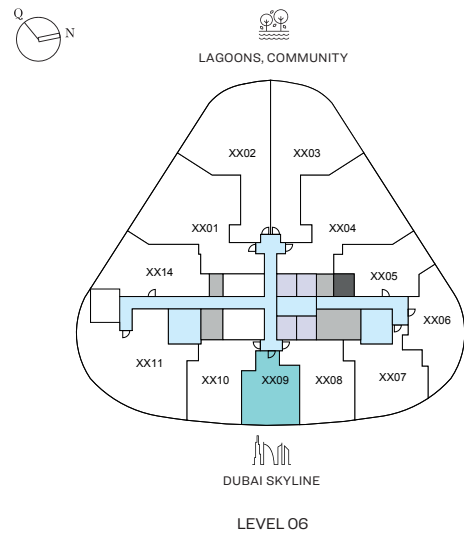 Q
N
LAGOONS, COMMUNITY
XX02
XX03
XX01
XX04
XX14
XX05
XX06
XX11
XX10
XX09
XX08
XX07
DUBAI SKYLINE
LEVEL 06